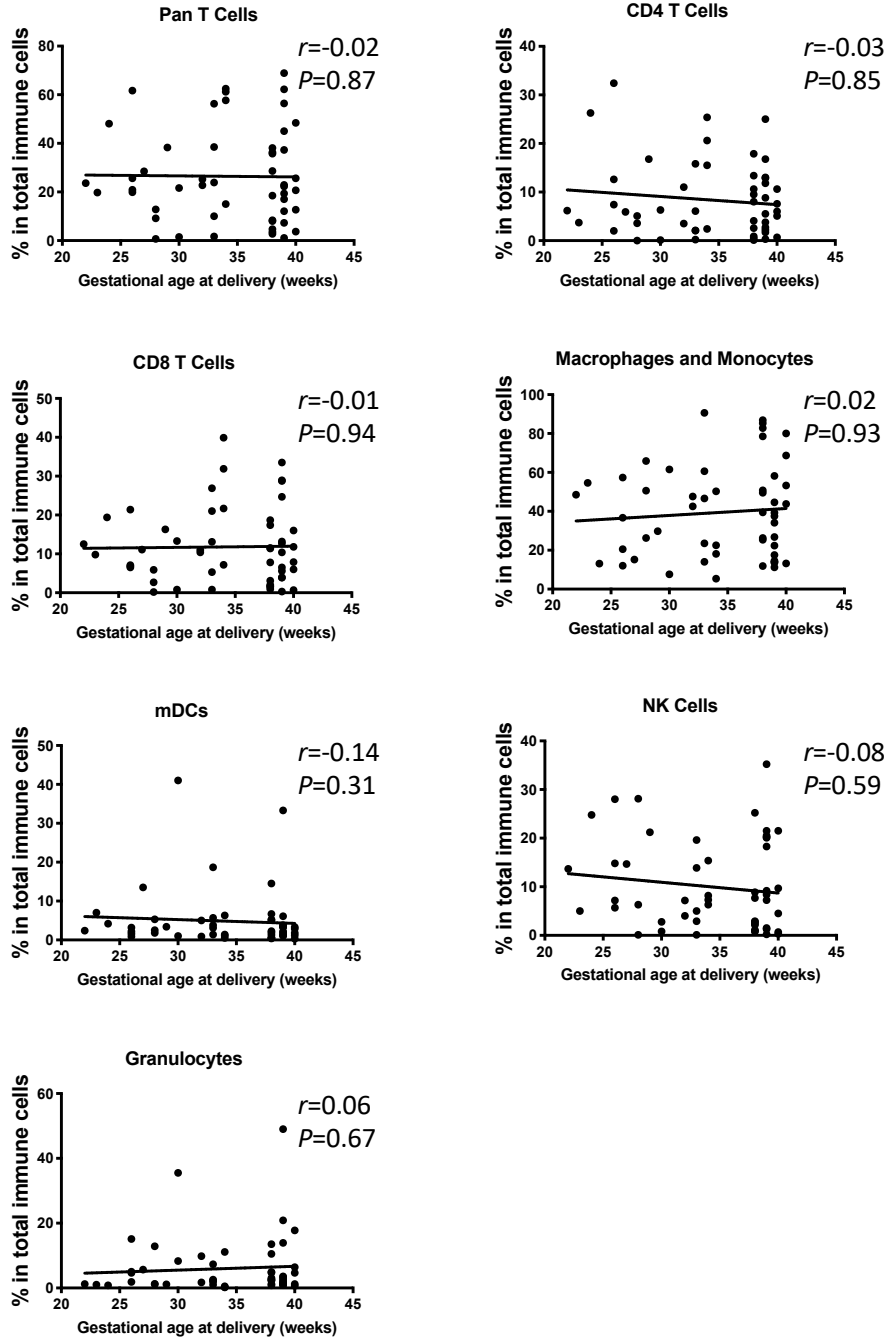 Pan T Cells
r=-0.02
P=0.87
% in total immune cells
80
60
40
20
0
20 25 30 35 40 45
Gestational age at delivery (weeks)
CD4 T Cells
r=-0.03
P=0.85
% in total immune cells
40
30
20
10
0
20 25 30 35 40 45
Gestational age at delivery (weeks)
CD8 T Cells
r=-0.01
P=0.94
% in total immune cells
50
40
30
20
10
0
20 25 30 35 40 45
Gestational age at delivery (weeks)
Macrophages and Monocytes
r=0.02
P=0.93
% in total immune cells
100
80
60
40
20
0
20 25 30 35 40 45
Gestational age at delivery (weeks)
mDCs
r=-0.14
P=0.31
% in total immune cells
50
40
30
20
10
0
20 25 30 35 40 45
Gestational age at delivery (weeks)
NK Cells
r=-0.08
P=0.59
% in total immune cells
40
30
20
10
0
20 25 30 35 40 45
Gestational age at delivery (weeks)
Granulocytes
r=0.06
P=0.67
% in total immune cells
60
40
20
0
20 25 30 35 40 45
Gestational age at delivery (weeks)